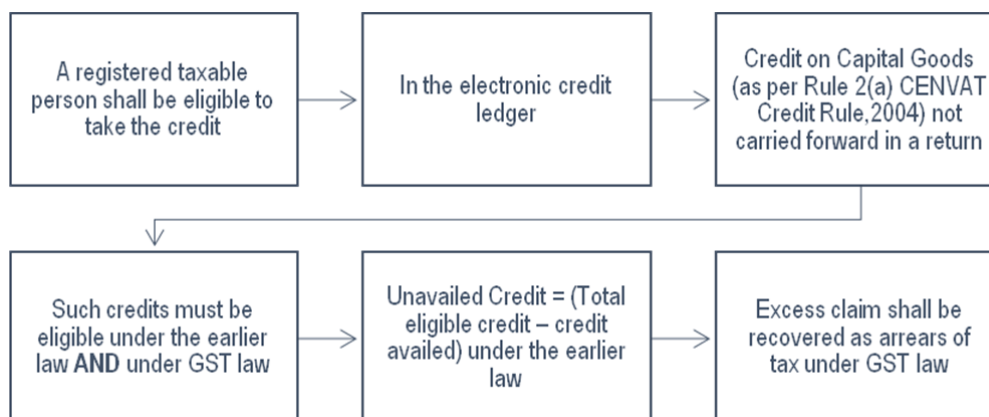 A registered taxable
person shall be eligible to
take the credit
In the electronic credit
ledger
Credit on Capital Goods
(as per Rule 2(a) CENVAT
Credit Rule,2004) not
carried forward in a return
Such credits must be
eligible under the earlier
law AND under GST law
Unavailed Credit = (Total
eligible credit – credit
availed) under the earlier
law
Excess claim shall be
recovered as arrears of
tax under GST law